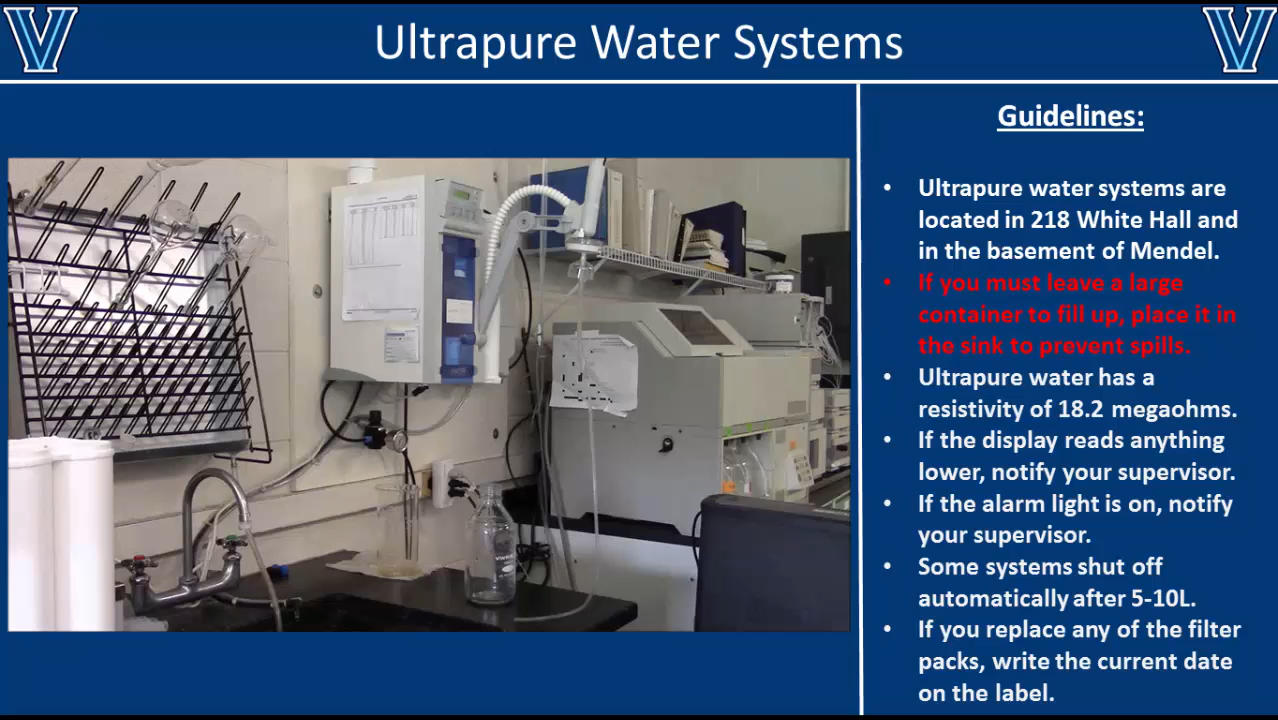 Ultrapure Water Systems
Guidelines:
• Ultrapure water systems are
located in 218 White Hall and
in the basement of Mendel.
• If you must leave a large
container to fill up, place it in
the sink to prevent spills.
• Ultrapure water has a
resistivity of 18.2 megaohms.
• If the display reads anything
lower, notify your supervisor.
• If the alarm light is on, notify
your supervisor.
• Some systems shut off
automatically after 5-10L.
• If you replace any of the filter
packs, write the current date
on the label.